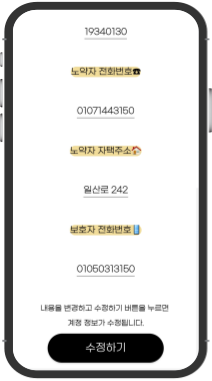 19340130
노약자 전화번호☎
01071443150
노약자 자택주소🏠
일산로 242
보호자 전화번호📱
01050313150
내용을 변경하고 수정하기 버튼을 누르면
계정 정보가 수정됩니다.
수정하기